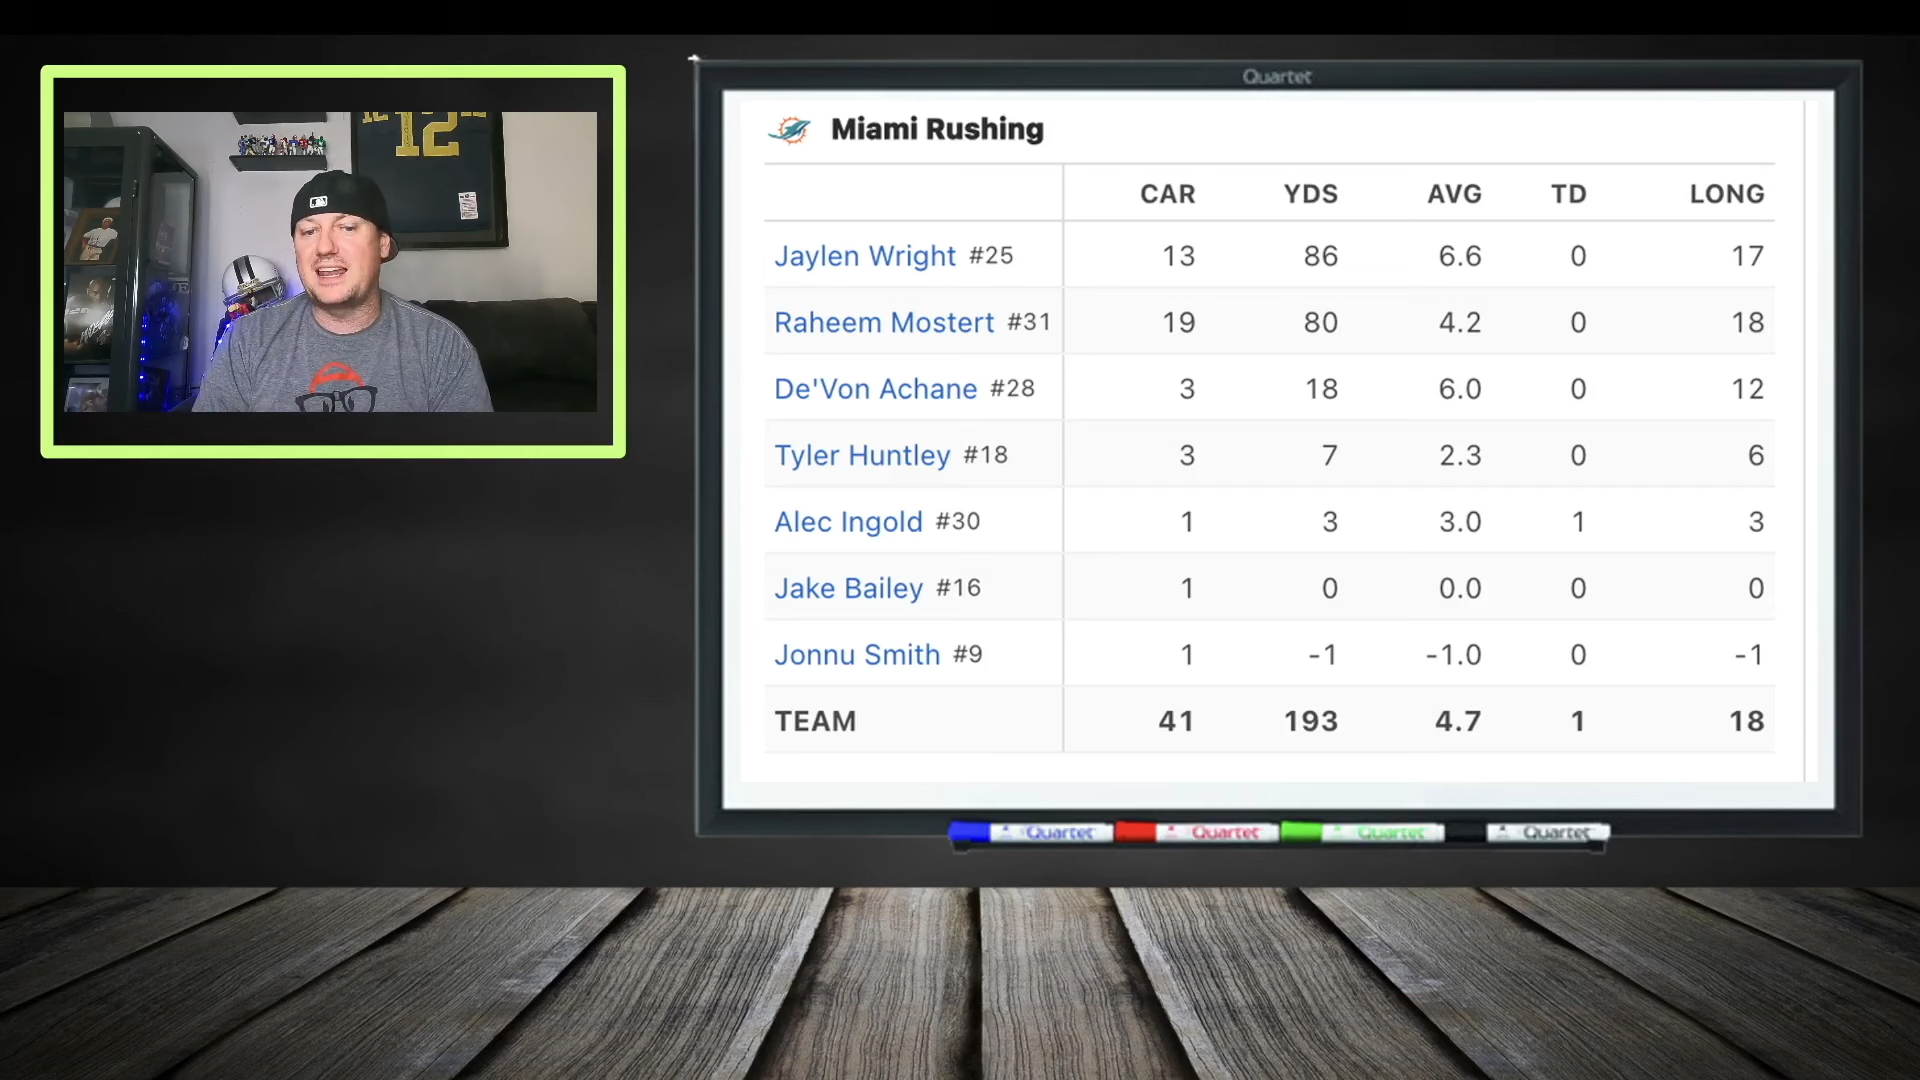 12
Quartet
Miami Rushing
CAR YDS AVG TD LONG
Jaylen Wright #25 13 86 6.6 0 17
Raheem Mostert #31 19 80 4.2 0 18
De'Von Achane #28 3 18 6.0 0 12
Tyler Huntley #18 3 7 2.3 0 6
Alec Ingold #30 1 3 3.0 1 3
Jake Bailey #16 1 0 0.0 0 0
Jonnu Smith #9 1 -1 -1.0 0 -1
TEAM 41 193 4.7 1 18
Quartet Quartet Quartet Quartet